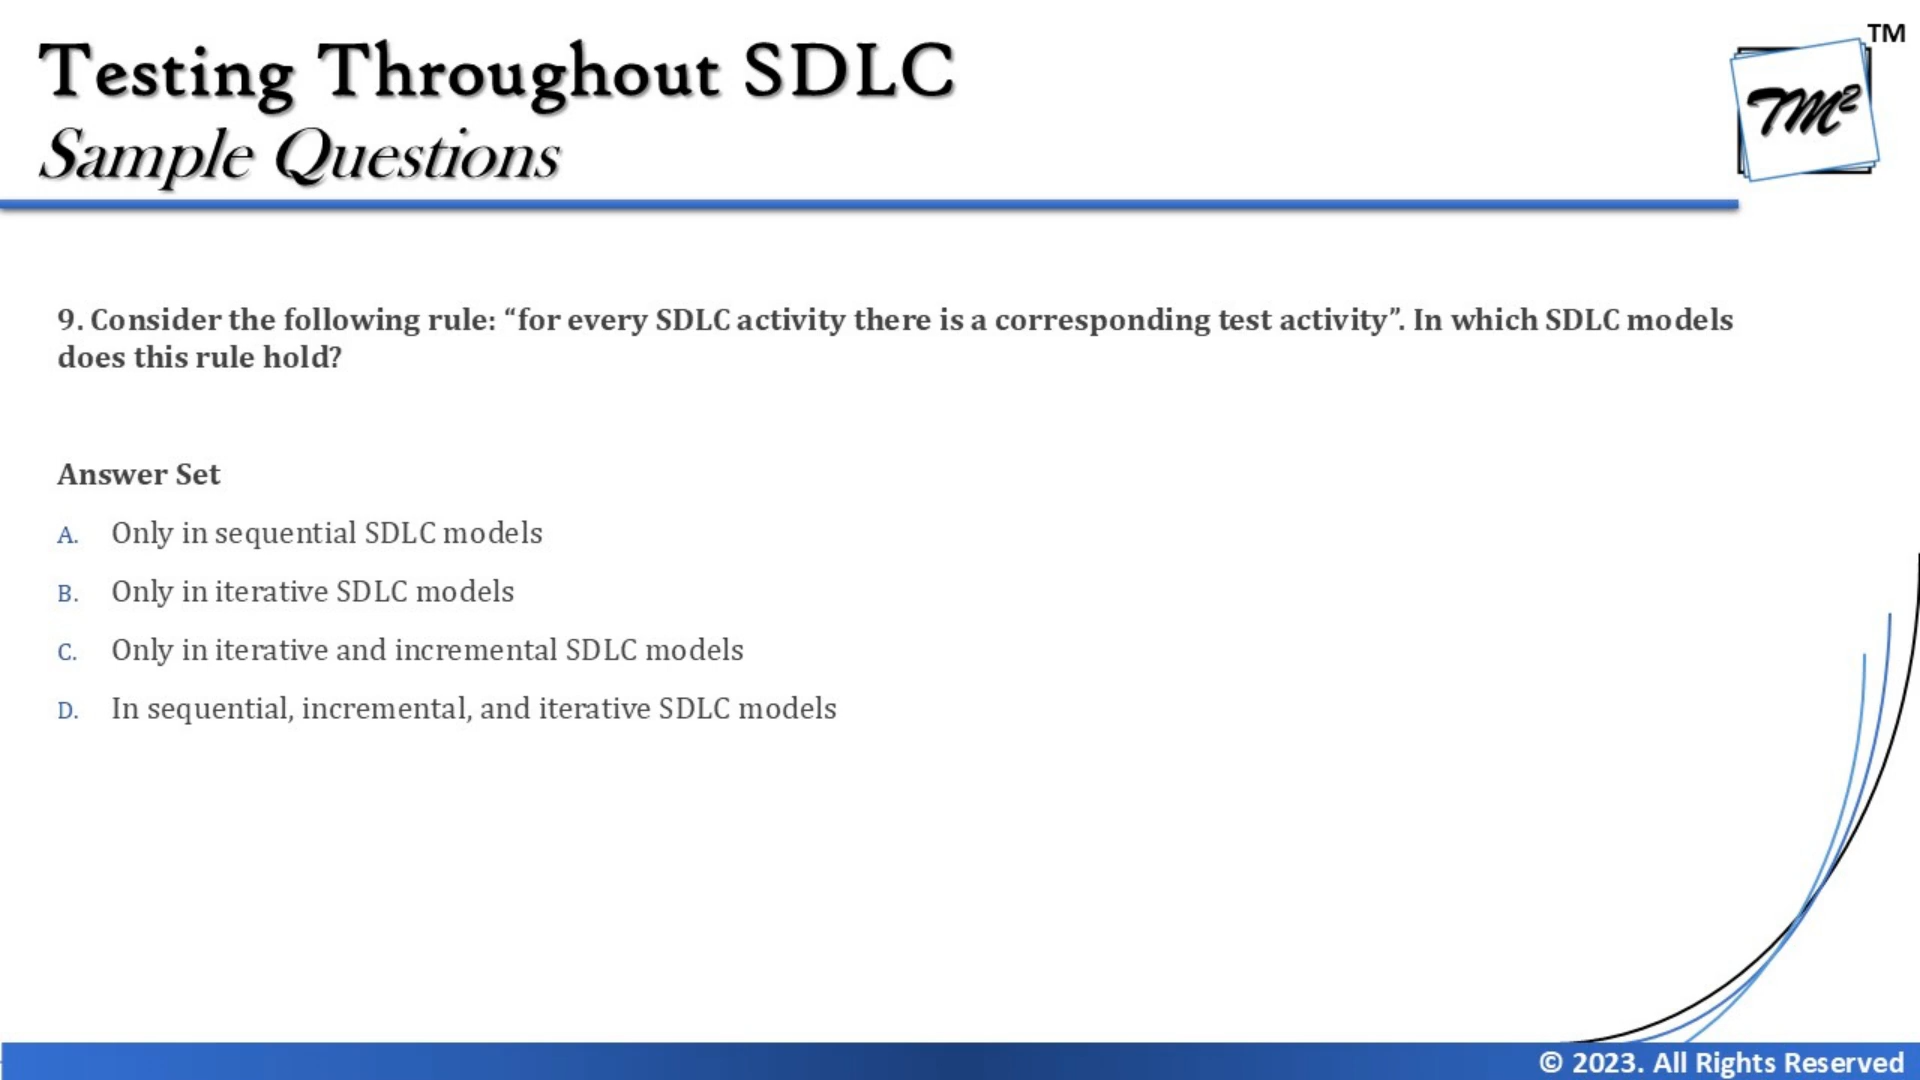 Testing Throughout SDLC
TM
Sample Questions
TM²
9. Consider the following rule: “for every SDLC activity there is a corresponding test activity”. In which SDLC models
does this rule hold?
Answer Set
A. Only in sequential SDLC models
B. Only in iterative SDLC models
C. Only in iterative and incremental SDLC models
D. In sequential, incremental, and iterative SDLC models
© 2023. All Rights Reserved